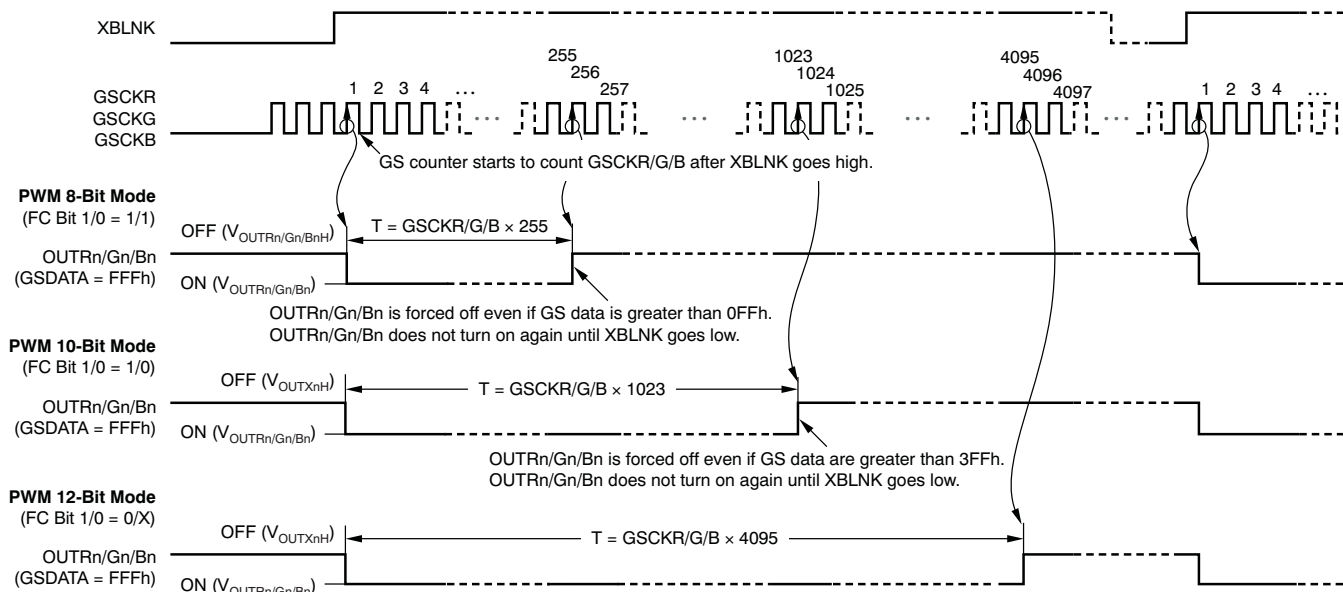 XBLNK
255
256
257
1023
1024
1025
4095
4096
4097
GSCKR
GSCKG
GSCKB
1 2 3 4 ...
...
...
...
...
1 2 3 4 ...
GS counter starts to count GSCKR/G/B after XBLNK goes high.
PWM 8-Bit Mode
(FC Bit 1/0 = 1/1)
OFF (VOUTRn/Gn/BnH)
T = GSCKR/G/B × 255
OUTRn/Gn/Bn
(GSDATA = FFFh)
ON (VOUTRn/Gn/Bn)
OUTRn/Gn/Bn is forced off even if GS data is greater than 0FFh.
OUTRn/Gn/Bn does not turn on again until XBLNK goes low.
PWM 10-Bit Mode
(FC Bit 1/0 = 1/0)
OFF (VOUTXnH)
T = GSCKR/G/B × 1023
OUTRn/Gn/Bn
(GSDATA = FFFh)
ON (VOUTRn/Gn/Bn)
OUTRn/Gn/Bn is forced off even if GS data are greater than 3FFh.
OUTRn/Gn/Bn does not turn on again until XBLNK goes low.
PWM 12-Bit Mode
(FC Bit 1/0 = 0/X)
OFF (VOUTXnH)
T = GSCKR/G/B × 4095
OUTRn/Gn/Bn
(GSDATA = FFFh)
ON (VOUTRn/Gn/Bn)